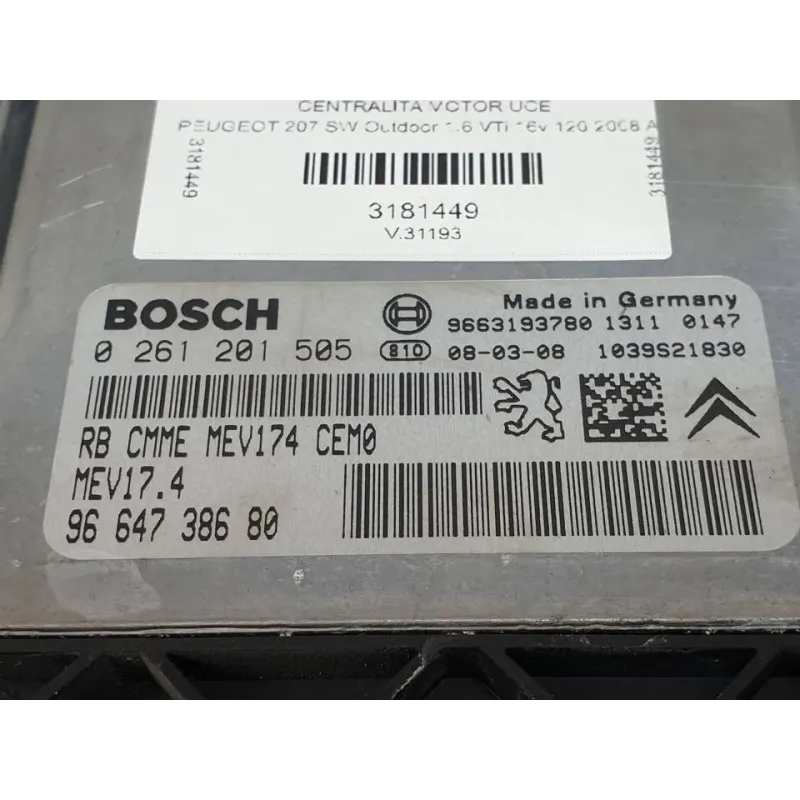 CENTRALITA MOTOR UCE
PEUGEOT 207 SW Outdoor 1.6 VTi 16v 120 2008 A
3181449
3181449
3181449
V.31193
BOSCH
Made in Germany
9663193780 1311 0147
0 261 201 505
810 08-03-08 1039S21830
RB CMME MEV174 CEM0
MEV17.4
96 647 386 80